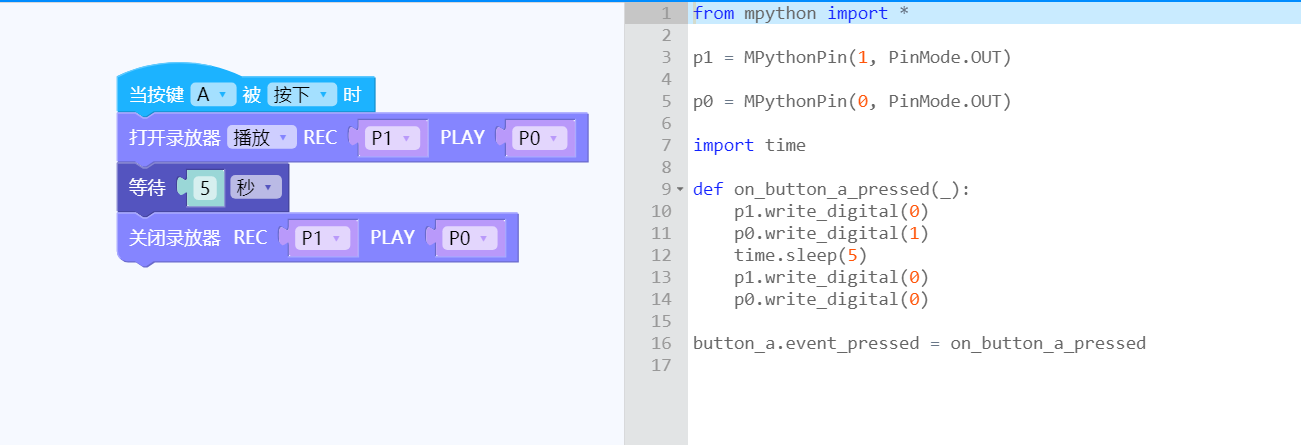 当按键 A 被 按下 时
打开录放器 播放 REC P1 PLAY P0
等待 5 秒
关闭录放器 REC P1 PLAY P0
1 from mpython import *
2
3 p1 = MPythonPin(1, PinMode.OUT)
4
5 p0 = MPythonPin(0, PinMode.OUT)
6
7 import time
8
9 def on_button_a_pressed(_):
10     p1.write_digital(0)
11     p0.write_digital(1)
12     time.sleep(5)
13     p1.write_digital(0)
14     p0.write_digital(0)
15
16 button_a.event_pressed = on_button_a_pressed
17